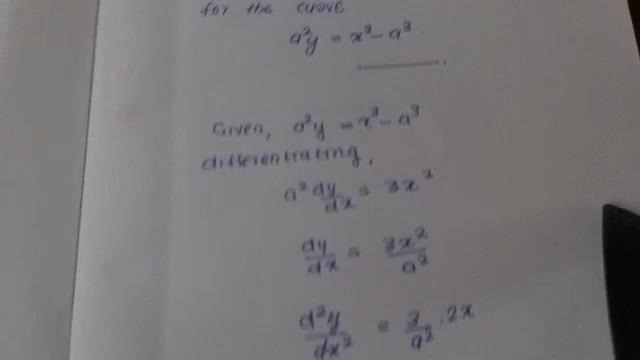 for the curve
a²y = x³ - a³.
Given, a²y = x³ - a³
differentiating,
a² dy/dx = 3x²
dy/dx = 3x²/a²
d²y/dx² = 3/a² . 2x